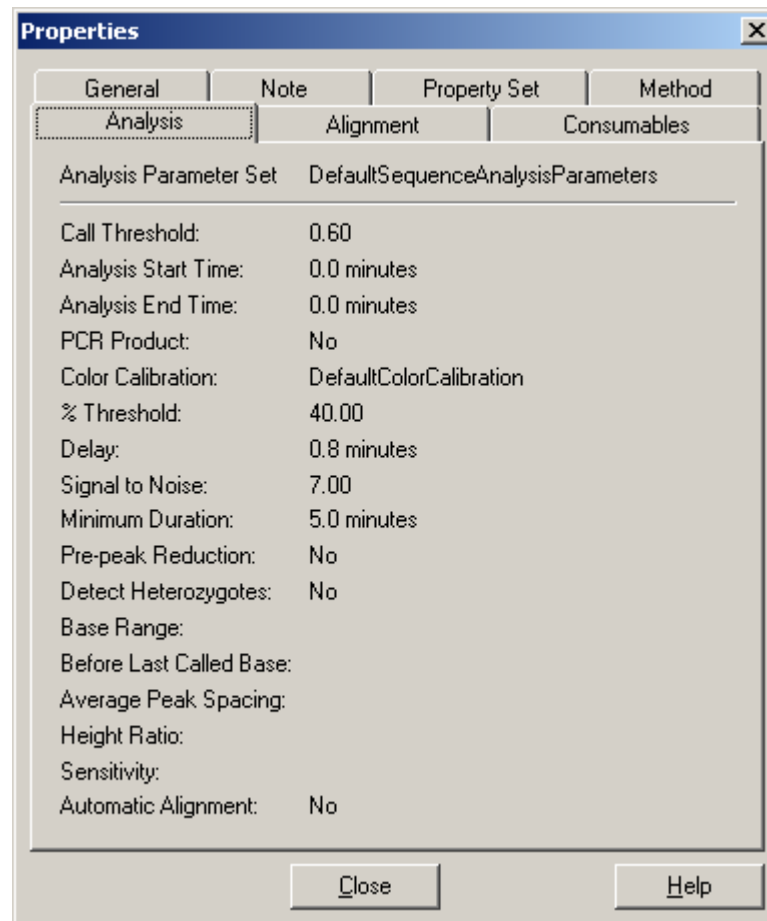 Properties
General Note Property Set Method
Analysis Alignment Consumables
Analysis Parameter Set DefaultSequenceAnalysisParameters
Call Threshold: 0.60
Analysis Start Time: 0.0 minutes
Analysis End Time: 0.0 minutes
PCR Product: No
Color Calibration: DefaultColorCalibration
% Threshold: 40.00
Delay: 0.8 minutes
Signal to Noise: 7.00
Minimum Duration: 5.0 minutes
Pre-peak Reduction: No
Detect Heterozygotes: No
Base Range:
Before Last Called Base:
Average Peak Spacing:
Height Ratio:
Sensitivity:
Automatic Alignment: No
Close Help